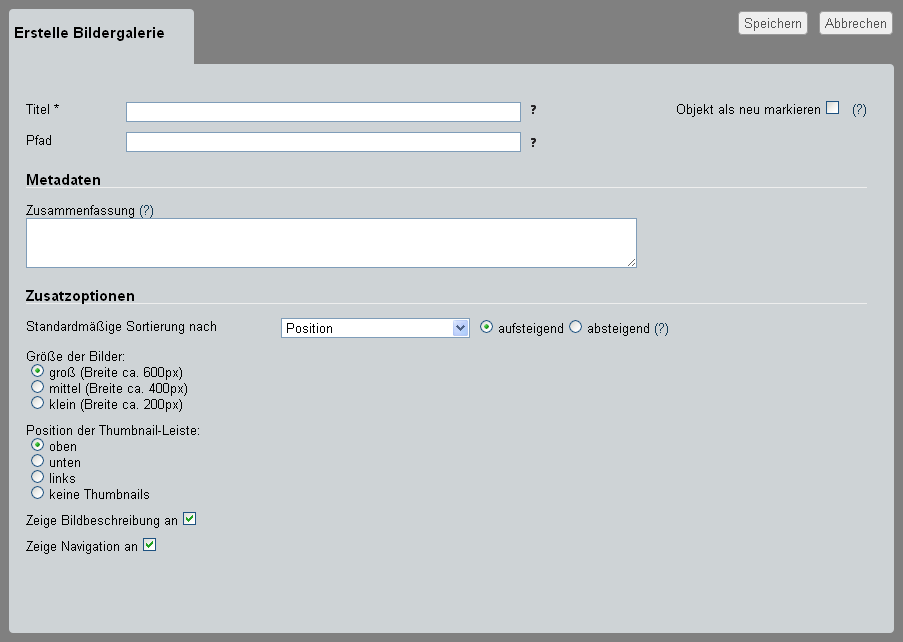 Erstelle Bildergalerie
Speichern Abbrechen
Titel * ? Objekt als neu markieren (?)
Pfad ?
Metadaten
Zusammenfassung (?)
Zusatzoptionen
Standardmäßige Sortierung nach Position aufsteigend absteigend (?)
Größe der Bilder:
groß (Breite ca. 600px)
mittel (Breite ca. 400px)
klein (Breite ca. 200px)
Position der Thumbnail-Leiste:
oben
unten
links
keine Thumbnails
Zeige Bildbeschreibung an
Zeige Navigation an